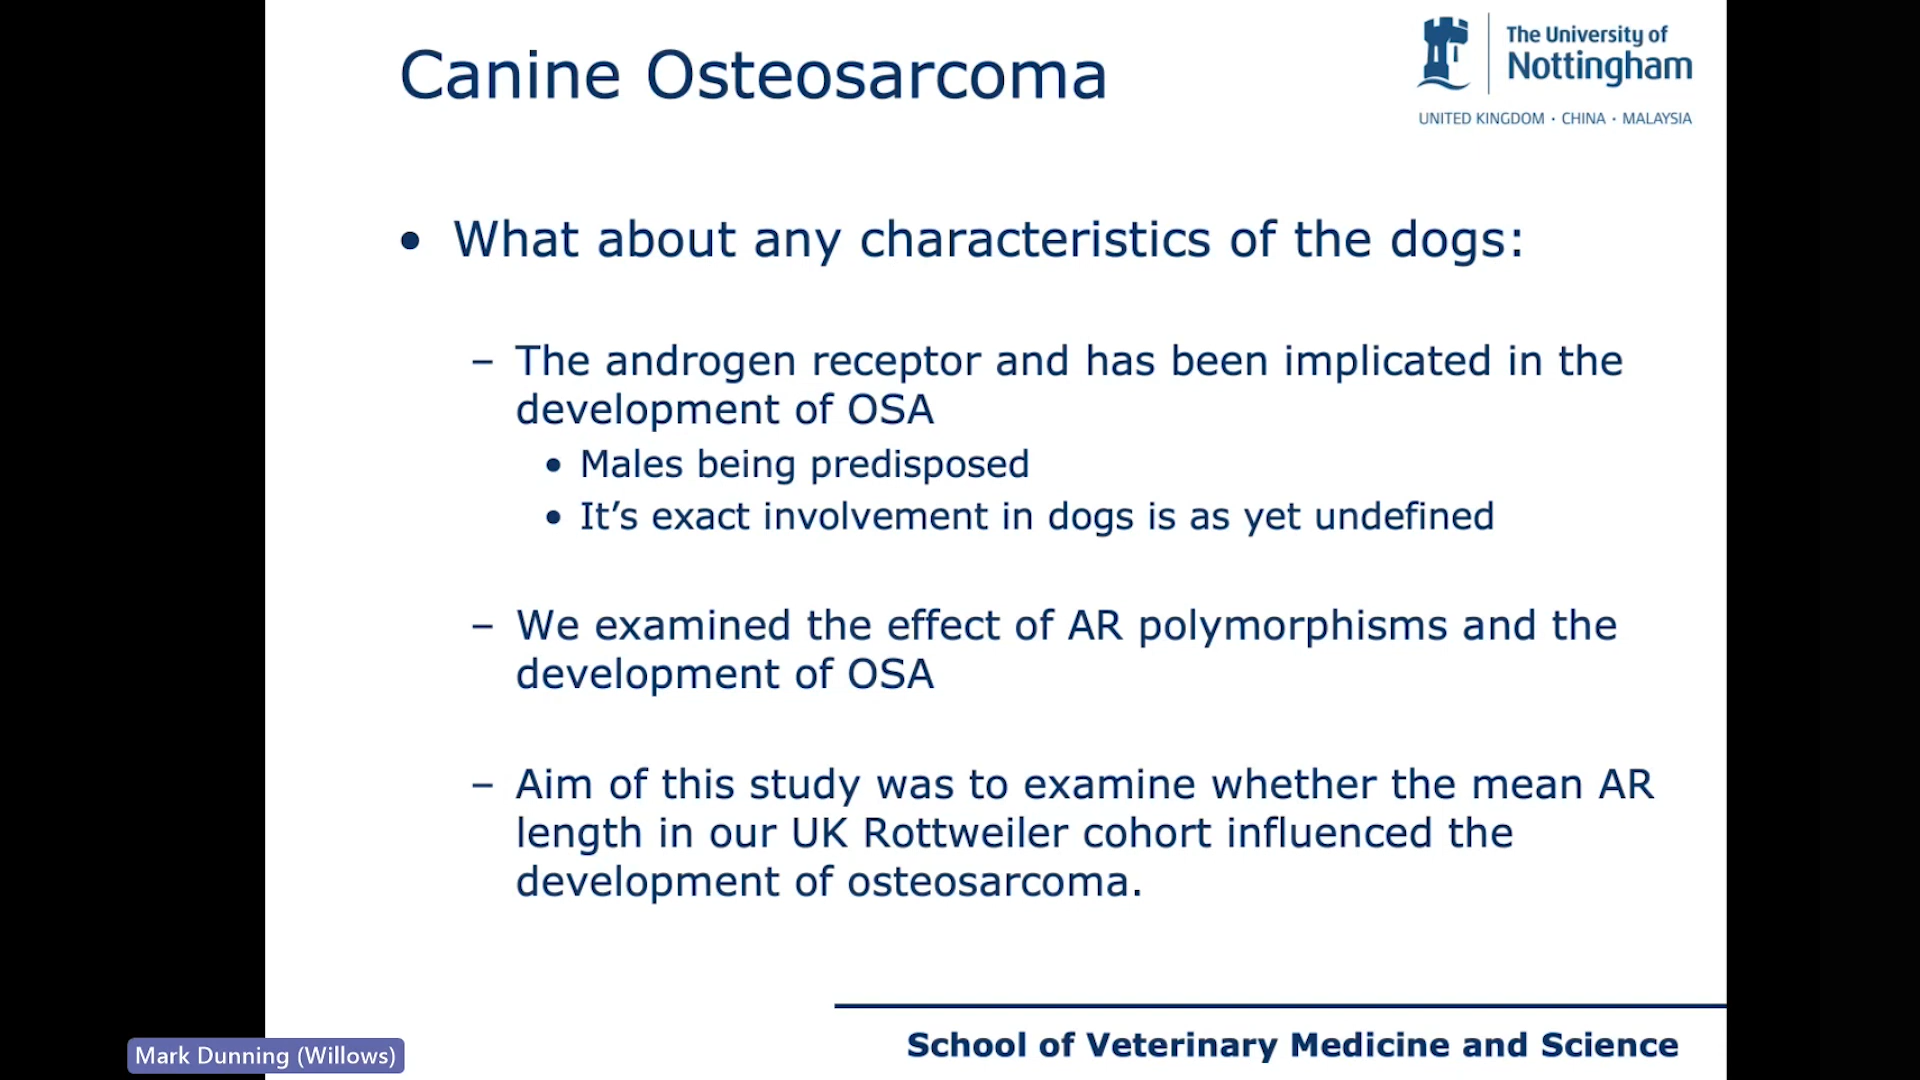 Canine Osteosarcoma
The University of
Nottingham
UNITED KINGDOM · CHINA · MALAYSIA
• What about any characteristics of the dogs:
– The androgen receptor and has been implicated in the
development of OSA
• Males being predisposed
• It’s exact involvement in dogs is as yet undefined
– We examined the effect of AR polymorphisms and the
development of OSA
– Aim of this study was to examine whether the mean AR
length in our UK Rottweiler cohort influenced the
development of osteosarcoma.
School of Veterinary Medicine and Science
Mark Dunning (Willows)